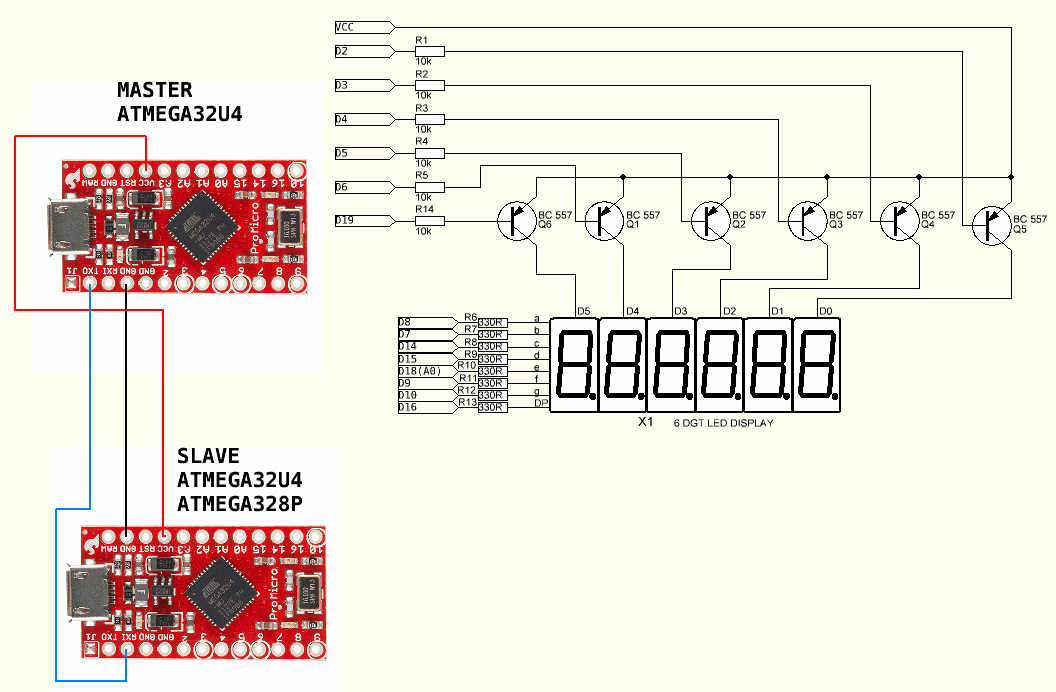 MASTER
ATMEGA32U4
RAW GND RST VCC A3 A2 A1 A0 15 14 16 10
ProMicro
J1 TXO RXI GND GND 2 3 4 5 6 7 8 9
SLAVE
ATMEGA32U4
ATMEGA328P
RAW GND RST VCC A3 A2 A1 A0 15 14 16 10
ProMicro
J1 TXO RXI GND GND 2 3 4 5 6 7 8 9
VCC
D2 R1 10k
D3 R2 10k
D4 R3 10k
D5 R4 10k
D6 R5 10k
D19 R14 10k
BC 557 BC 557 BC 557 BC 557 BC 557 BC 557
Q6 Q1 Q2 Q3 Q4 Q5
D5 D4 D3 D2 D1 D0
D8 R6 330R a
D7 R7 330R b
D14 R8 330R c
D15 R9 330R d
D18(A0) R10 330R e
D9 R11 330R f
D10 R12 330R g
D16 R13 330R DP
X1 6 DGT LED DISPLAY